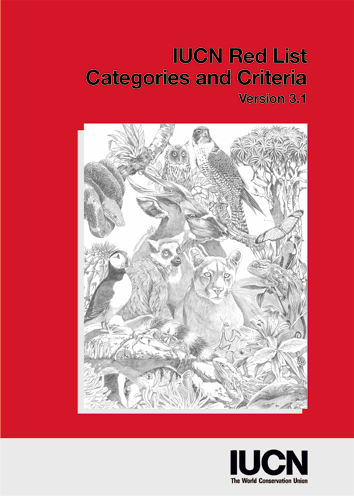 IUCN Red List
Categories and Criteria
Version 3.1
IUCN
The World Conservation Union